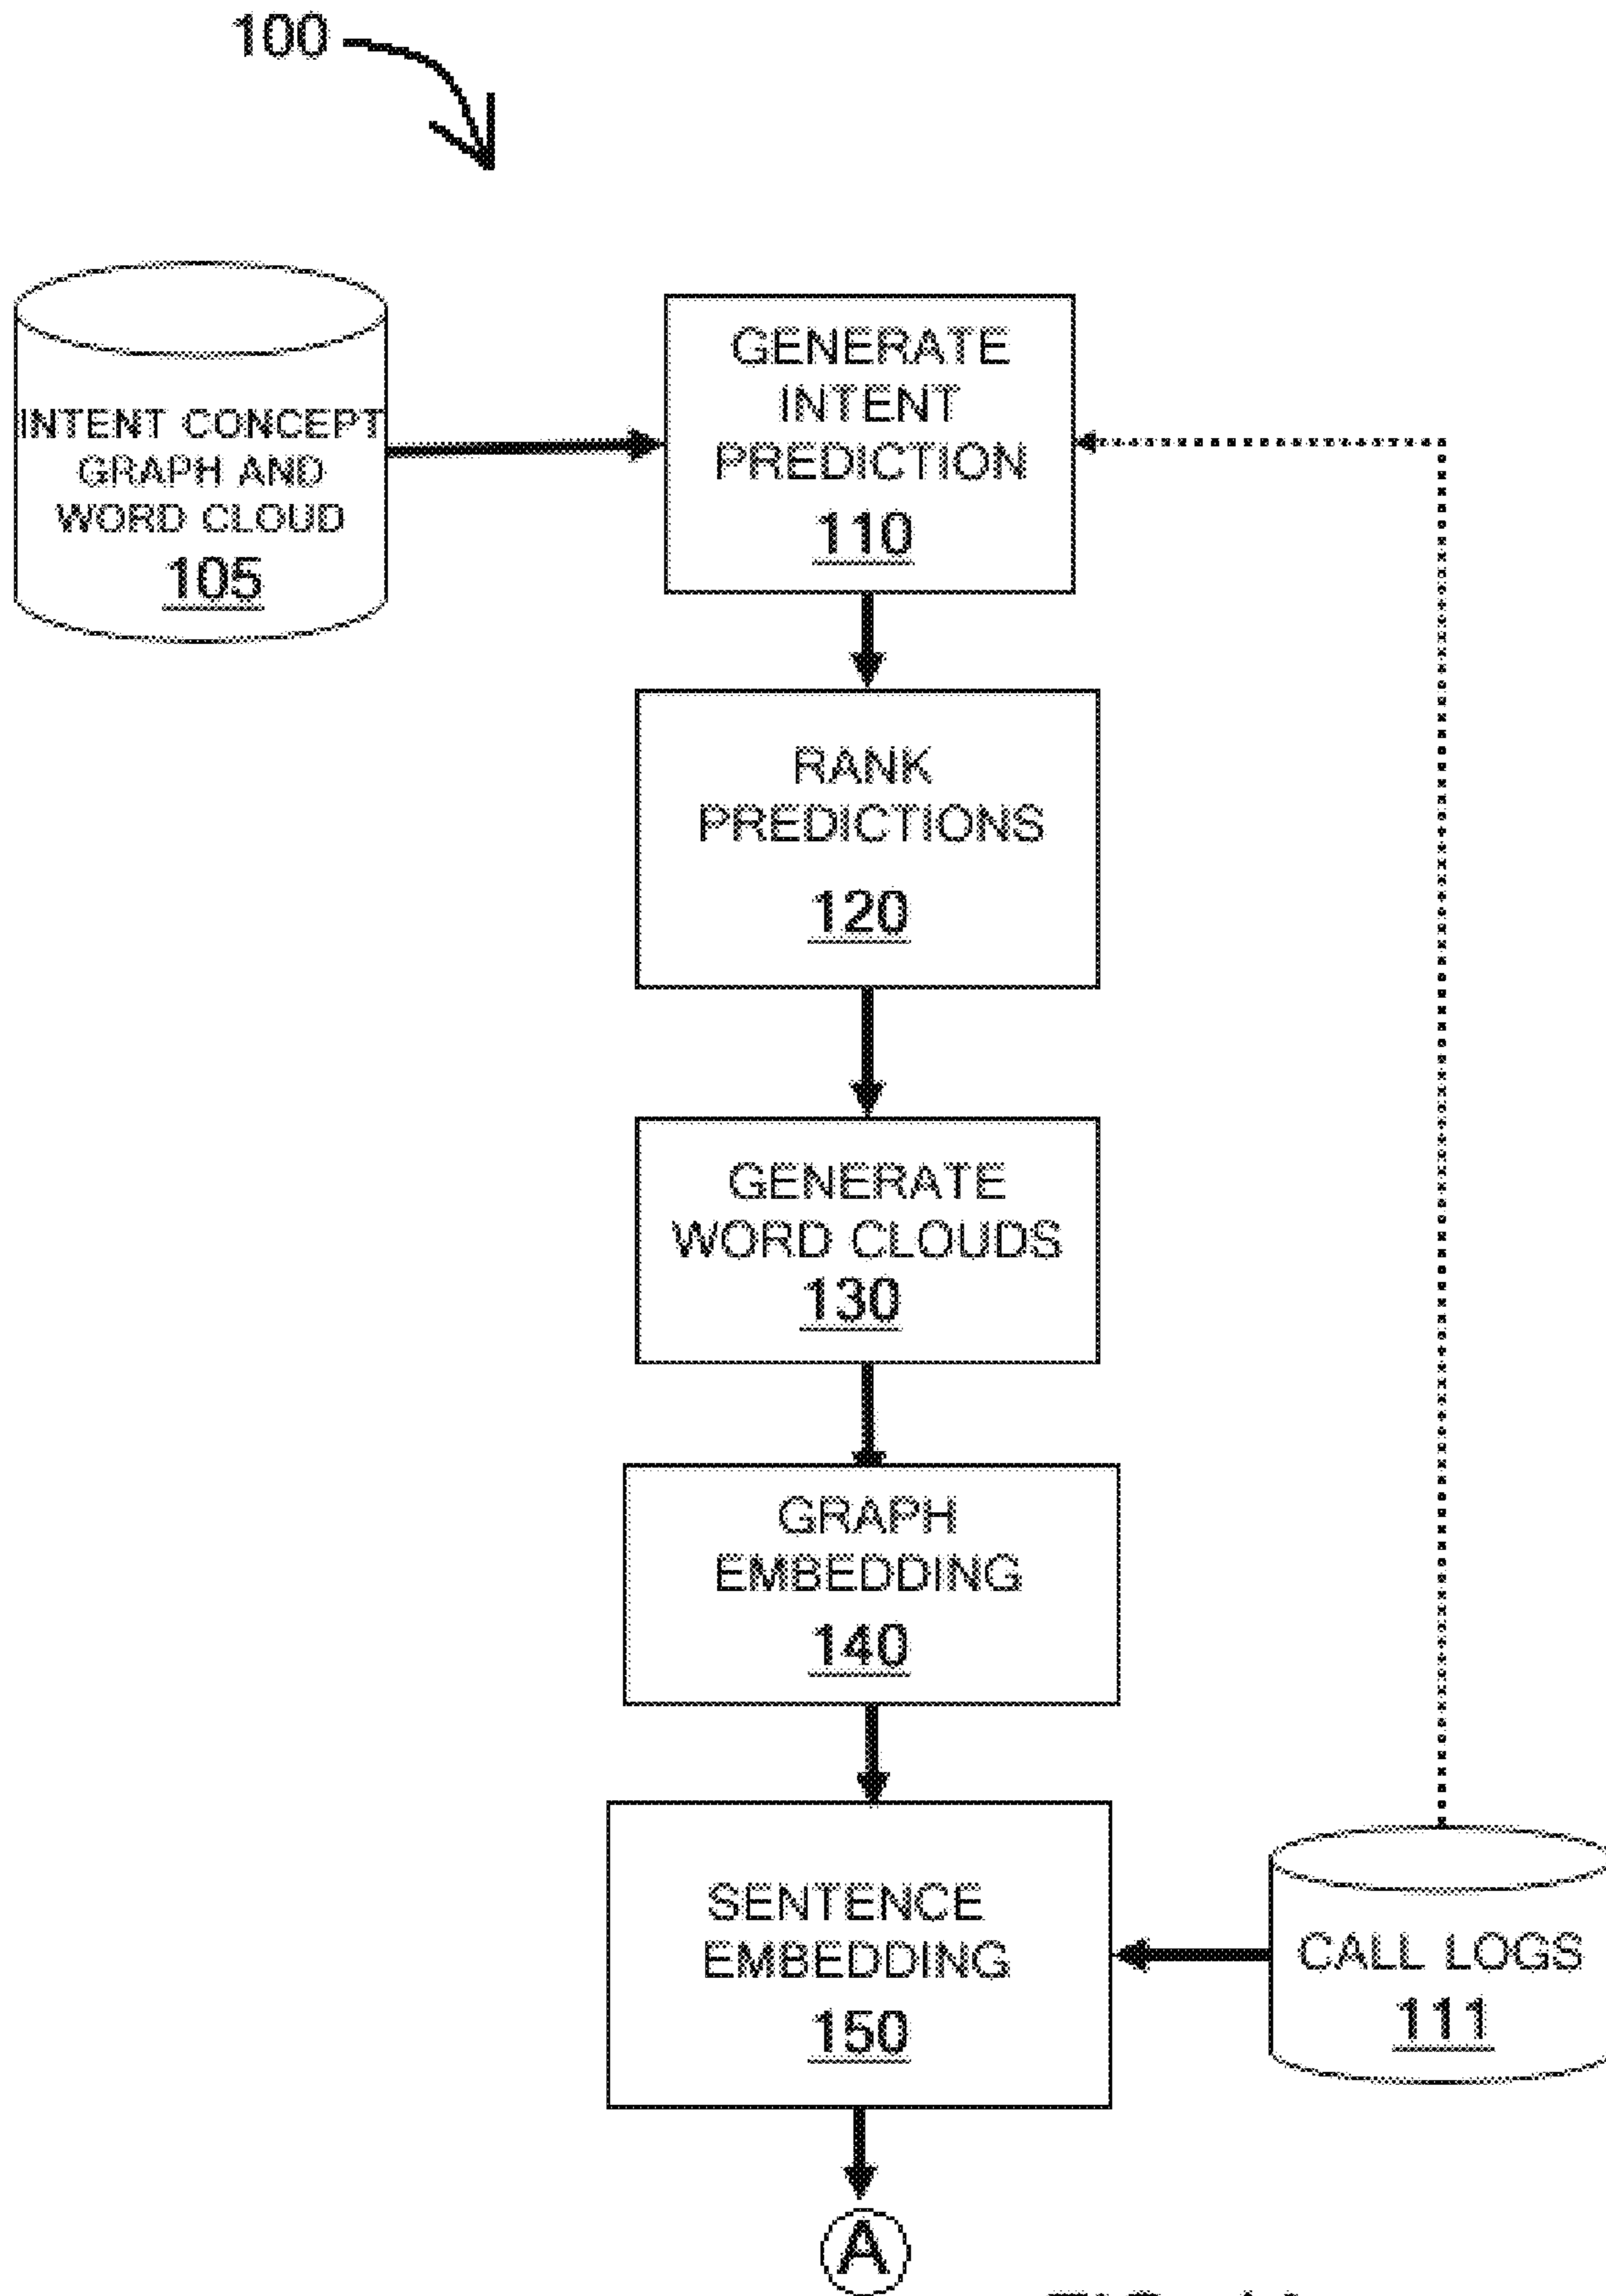 100
INTENT CONCEPT
GRAPH AND
WORD CLOUD
105
GENERATE
INTENT
PREDICTION
110
RANK
PREDICTIONS
120
GENERATE
WORD CLOUDS
130
GRAPH
EMBEDDING
140
SENTENCE
EMBEDDING
150
CALL LOGS
111
A